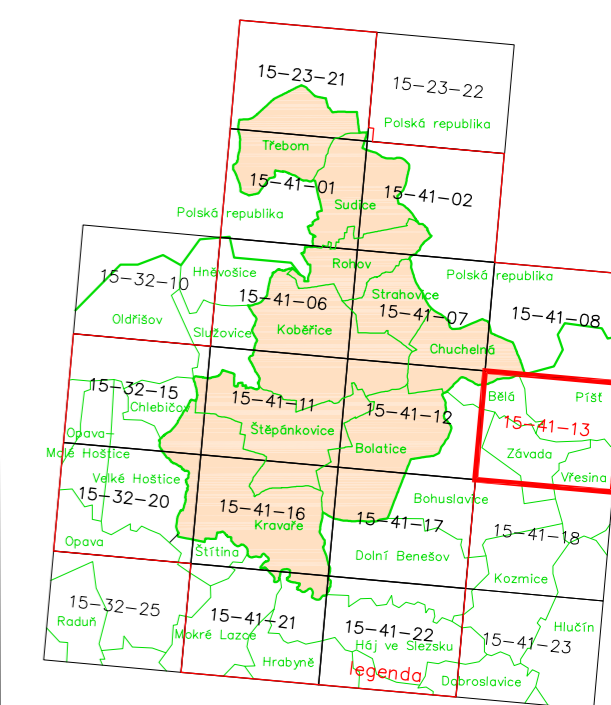 15-23-21
15-23-22
Polská republika
Třebom
15-41-01
15-41-02
Sudice
Polská republika
Rohov
Hněvošice
Polská republika
15-32-10
Strahovice
15-41-06
15-41-07
15-41-08
Oldřišov
Služovice
Kobeřice
Chuchelná
15-32-15
Chlebičov
15-41-11
15-41-12
Bělá
Píšť
15-41-13
Opava-
Malé Hoštice
Štěpánkovice
Bolatice
Závada
Velké Hoštice
Vřesina
15-32-20
15-41-16
Bohuslavice
Kravaře
15-41-17
15-41-18
Opava
Štítina
Dolní Benešov
Kozmice
15-32-25
15-41-21
15-41-22
Raduň
Mokré Lazce
Háj ve Slezsku
Hlučín
15-41-23
Hrabyně
legenda
Dobroslavice